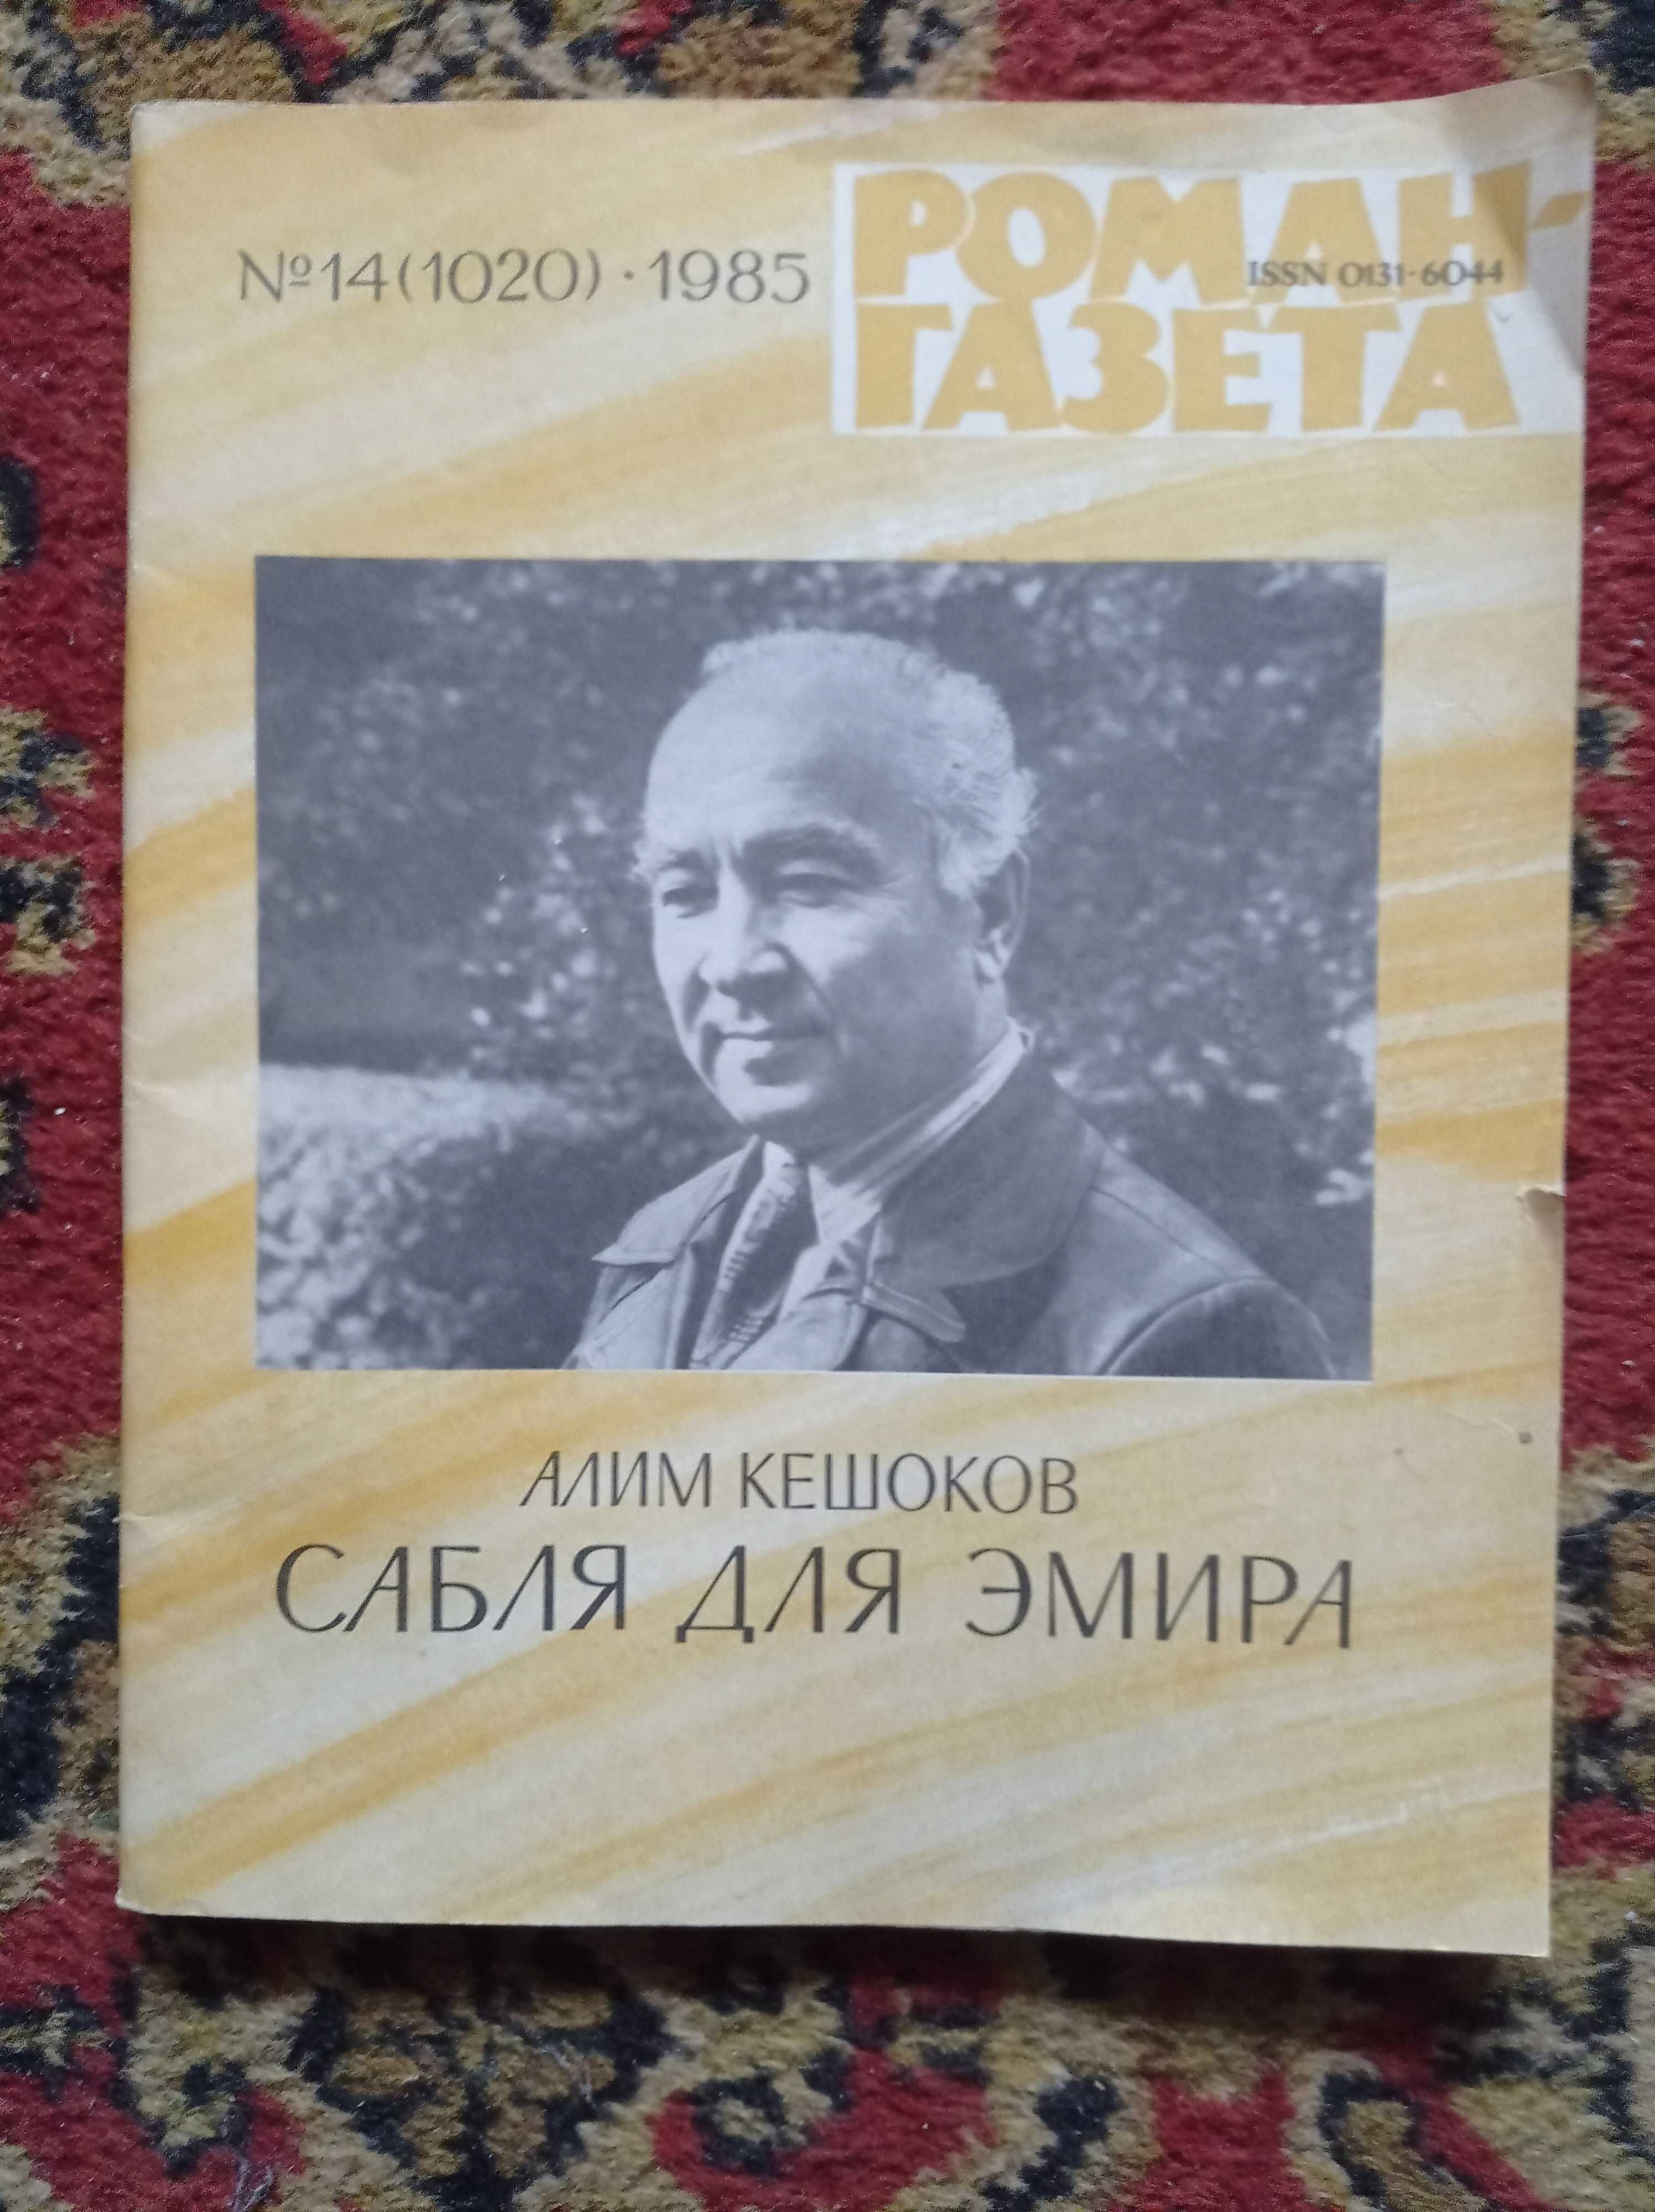 №14(1020)·1985
РОМАН-
ISSN 0131-6044
ГАЗЕТА
АЛИМ КЕШОКОВ
САБЛЯ ДЛЯ ЭМИРА